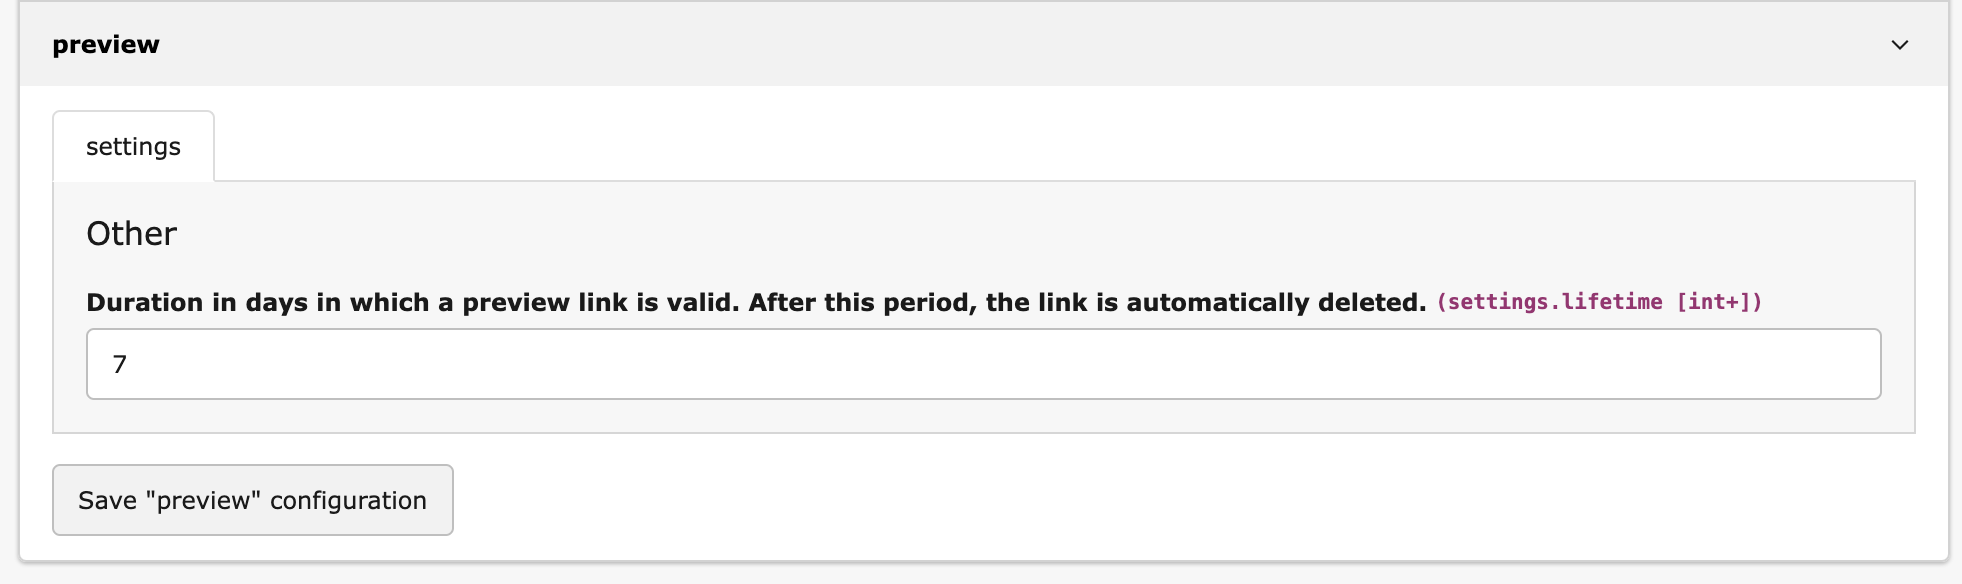 preview
settings
Other
Duration in days in which a preview link is valid. After this period, the link is automatically deleted. (settings.lifetime [int+])
7
Save "preview" configuration